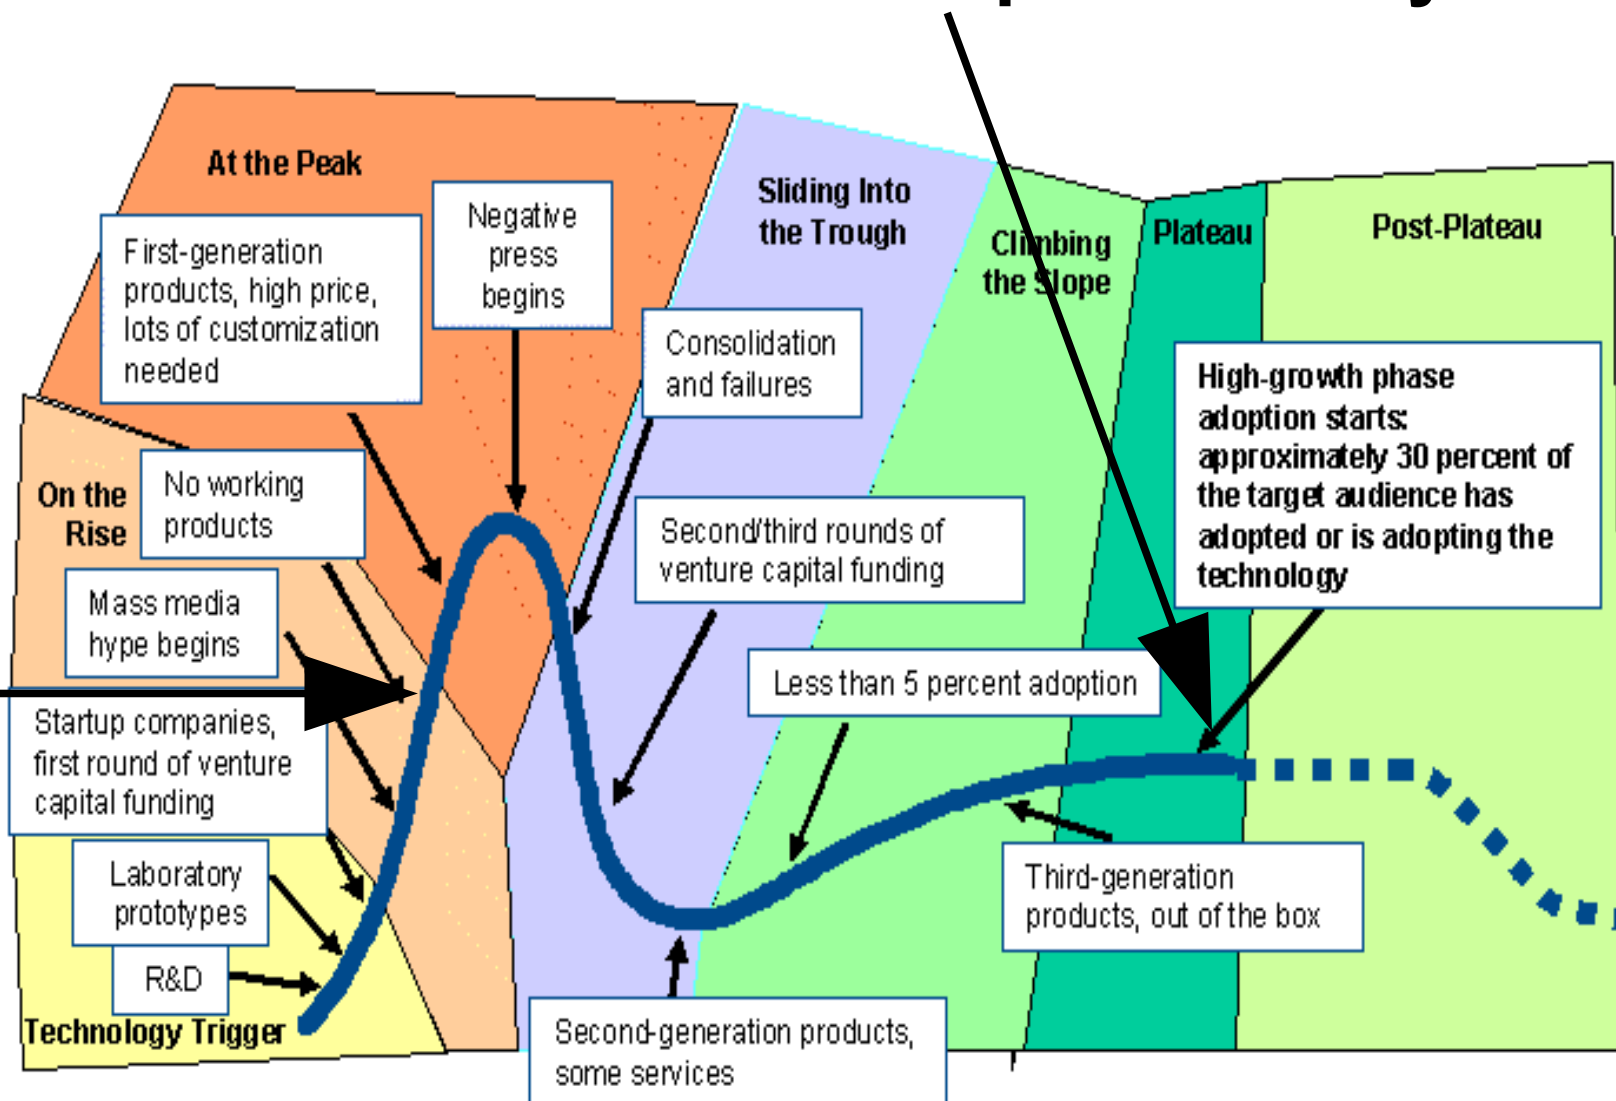 At the Peak
First-generation
products, high price,
lots of customization
needed
Negative
press
begins
Sliding Into
the Trough
Consolidation
and failures
Climbing
the Slope
Plateau
Post-Plateau
High-growth phase
adoption starts:
approximately 30 percent of
the target audience has
adopted or is adopting the
technology
On the
Rise
No working
products
Mass media
hype begins
Second/third rounds of
venture capital funding
Less than 5 percent adoption
Startup companies,
first round of venture
capital funding
Laboratory
prototypes
R&D
Technology Trigger
Third-generation
products, out of the box
Second-generation products,
some services